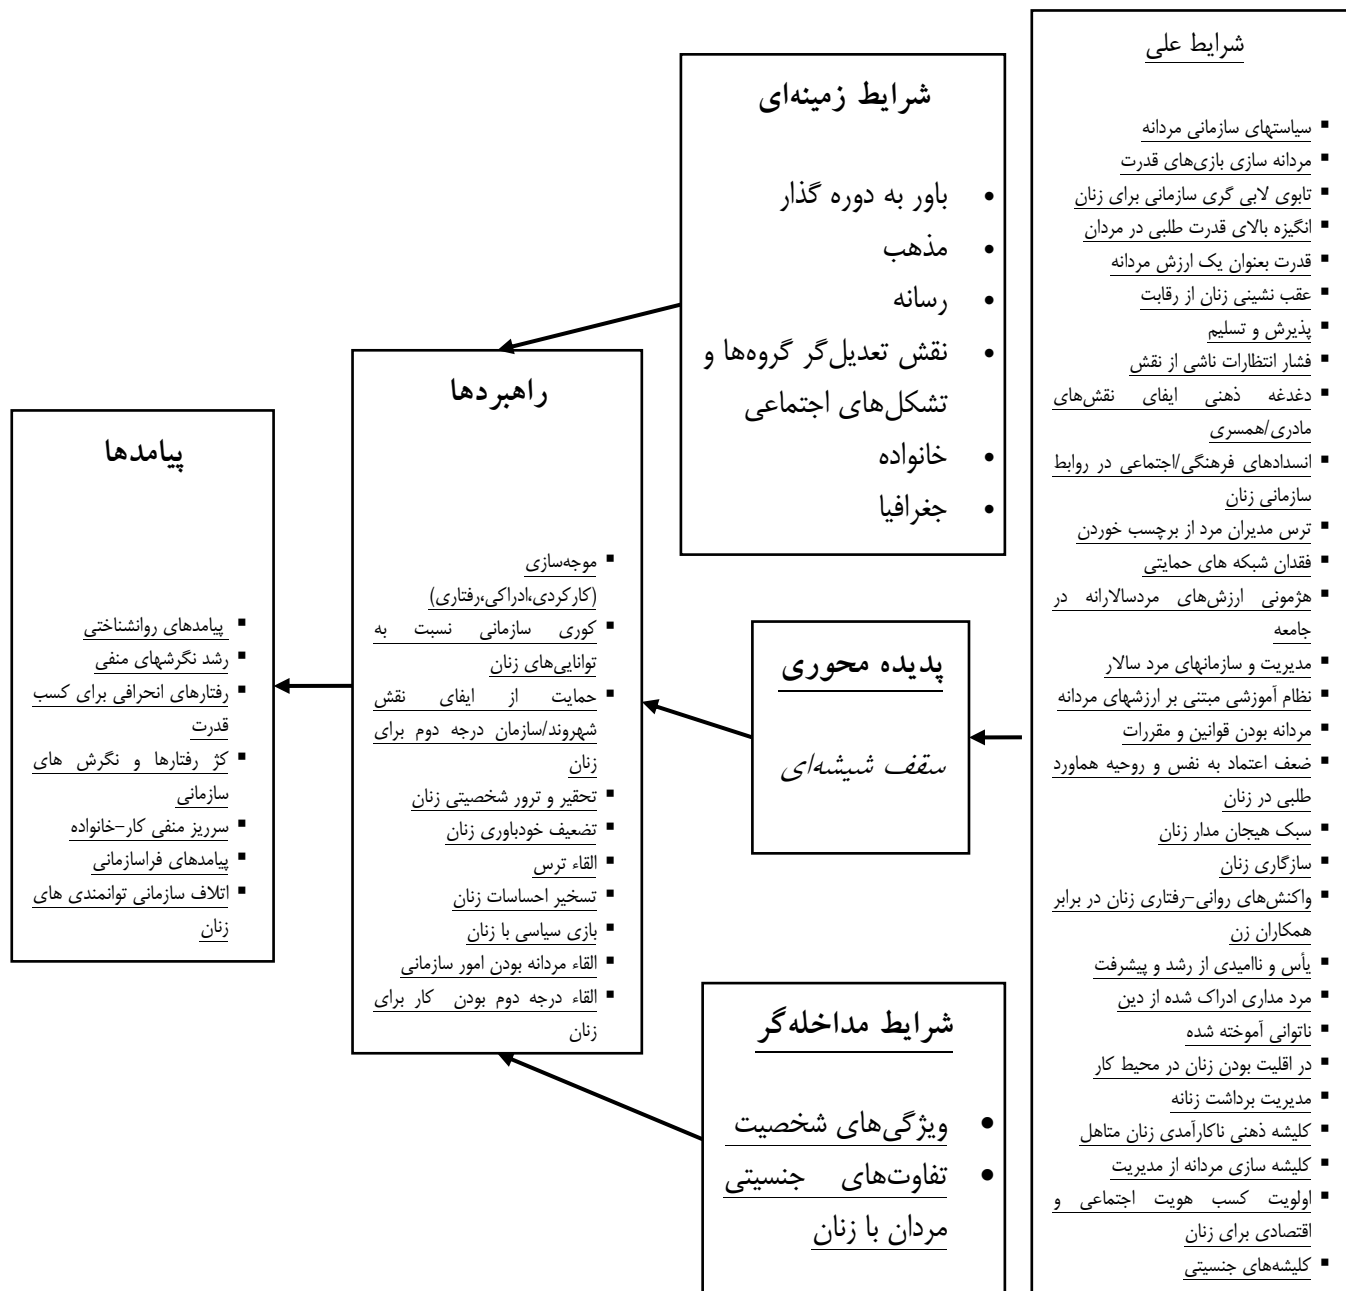 شرایط علی
سیاستهای سازمانی مردانه
مردانه سازی بازی‌های قدرت
تابوی لابی گری سازمانی برای زنان
انگیزه بالای قدرت طلبی در مردان
قدرت بعنوان یک ارزش مردانه
عقب نشینی زنان از رقابت
پذیرش و تسلیم
فشار انتظارات ناشی از نقش
دغدغه ذهنی ایفای نقش‌های
مادری/همسری
انسدادهای فرهنگی/اجتماعی در روابط
سازمانی زنان
ترس مدیران مرد از برچسب خوردن
فقدان شبکه های حمایتی
هژمونی ارزش‌های مردسالارانه در
جامعه
مدیریت و سازمانهای مرد سالار
نظام آموزشی مبتنی بر ارزشهای مردانه
مردانه بودن قوانین و مقررات
ضعف اعتماد به نفس و روحیه هماورد
طلبی در زنان
سبک هیجان مدار زنان
سازگاری زنان
واکنش‌های روانی-رفتاری زنان در برابر
همکاران زن
یأس و ناامیدی از رشد و پیشرفت
مرد مداری ادراک شده از دین
ناتوانی آموخته شده
در اقلیت بودن زنان در محیط کار
مدیریت برداشت زنانه
کلیشه ذهنی ناکارآمدی زنان متاهل
کلیشه سازی مردانه از مدیریت
اولویت کسب هویت اجتماعی و
اقتصادی برای زنان
کلیشه‌های جنسیتی
شرایط زمینه‌ای
باور به دوره گذار
مذهب
رسانه
نقش تعدیل‌گر گروه‌ها و
تشکل‌های اجتماعی
خانواده
جغرافیا
پدیده محوری
سقف شیشه‌ای
شرایط مداخله‌گر
ویژگی‌های شخصیت
تفاوت‌های جنسیتی
مردان با زنان
راهبردها
موجه‌سازی
(کارکردی،ادراکی،رفتاری)
کوری سازمانی نسبت به
توانایی‌های زنان
حمایت از ایفای نقش
شهروند/سازمان درجه دوم برای
زنان
تحقیر و ترور شخصیتی زنان
تضعیف خودباوری زنان
القاء ترس
تسخیر احساسات زنان
بازی سیاسی با زنان
القاء مردانه بودن امور سازمانی
القاء درجه دوم بودن کار برای
زنان
پیامدها
پیامدهای روانشناختی
رشد نگرشهای منفی
رفتارهای انحرافی برای کسب
قدرت
کژ رفتارها و نگرش های
سازمانی
سرریز منفی کار-خانواده
پیامدهای فراسازمانی
اتلاف سازمانی توانمندی های
زنان